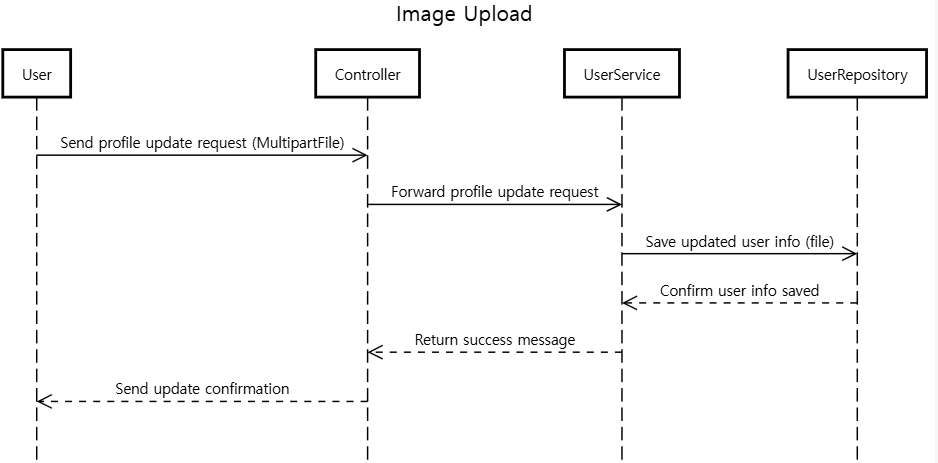 Image Upload
User
Controller
UserService
UserRepository
Send profile update request (MultipartFile)
Forward profile update request
Save updated user info (file)
Confirm user info saved
Return success message
Send update confirmation